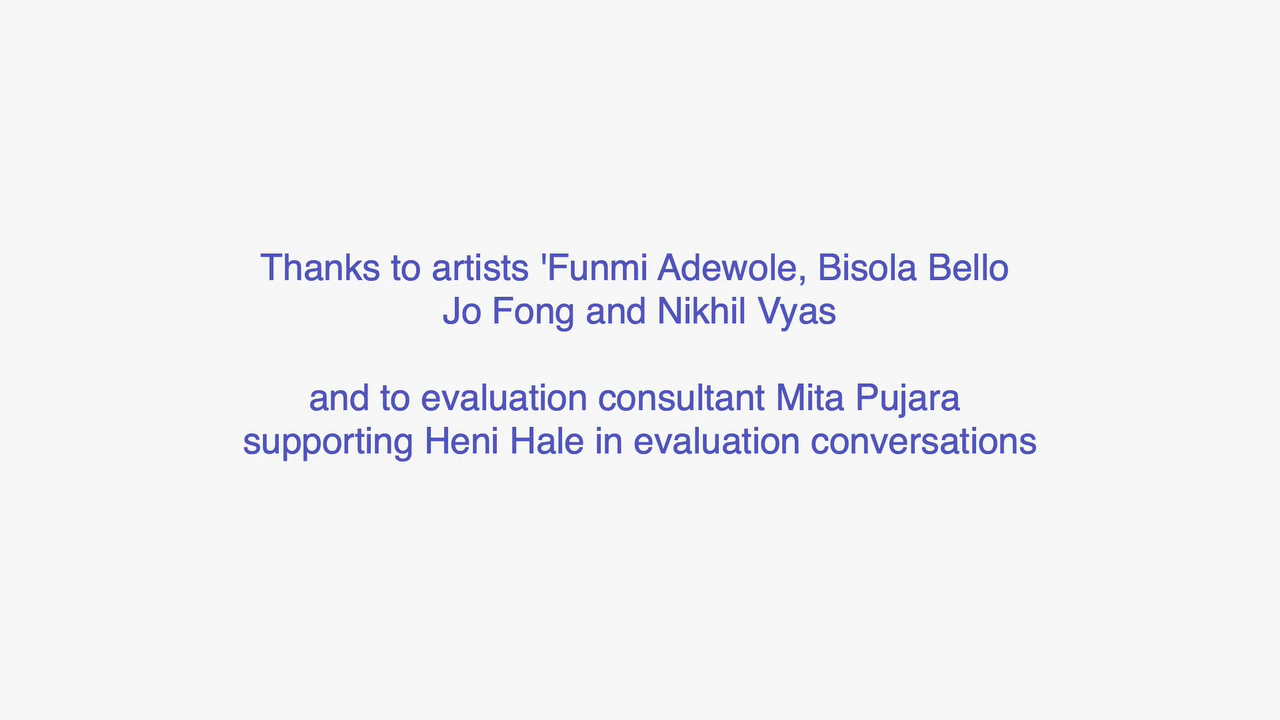 Thanks to artists 'Funmi Adewole, Bisola Bello
Jo Fong and Nikhil Vyas
and to evaluation consultant Mita Pujara
supporting Heni Hale in evaluation conversations